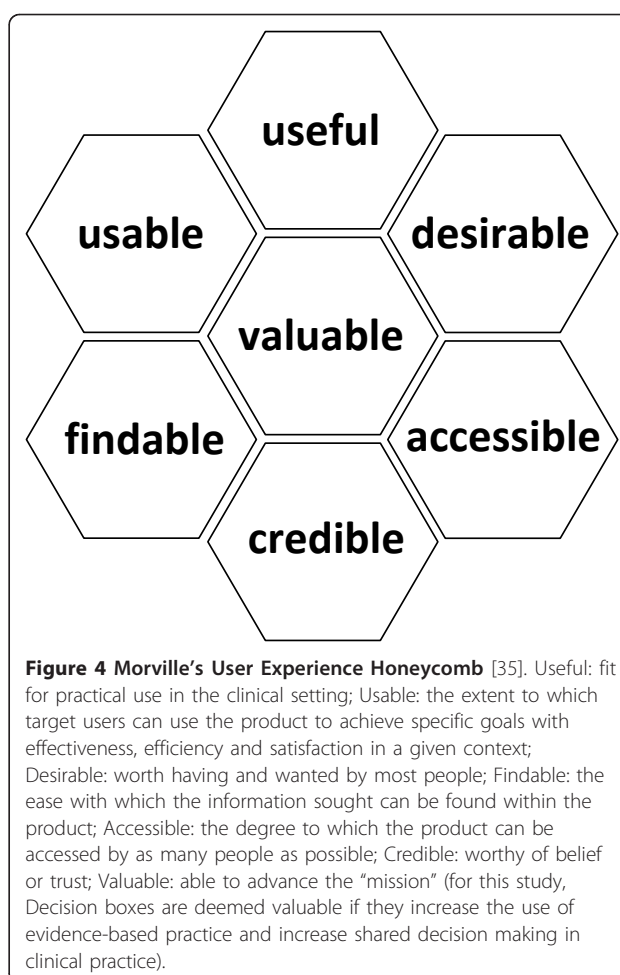 useful
usable
desirable
valuable
findable
accessible
credible
Figure 4 Morville's User Experience Honeycomb [35]. Useful: fit
for practical use in the clinical setting; Usable: the extent to which
target users can use the product to achieve specific goals with
effectiveness, efficiency and satisfaction in a given context;
Desirable: worth having and wanted by most people; Findable: the
ease with which the information sought can be found within the
product; Accessible: the degree to which the product can be
accessed by as many people as possible; Credible: worthy of belief
or trust; Valuable: able to advance the “mission” (for this study,
Decision boxes are deemed valuable if they increase the use of
evidence-based practice and increase shared decision making in
clinical practice).